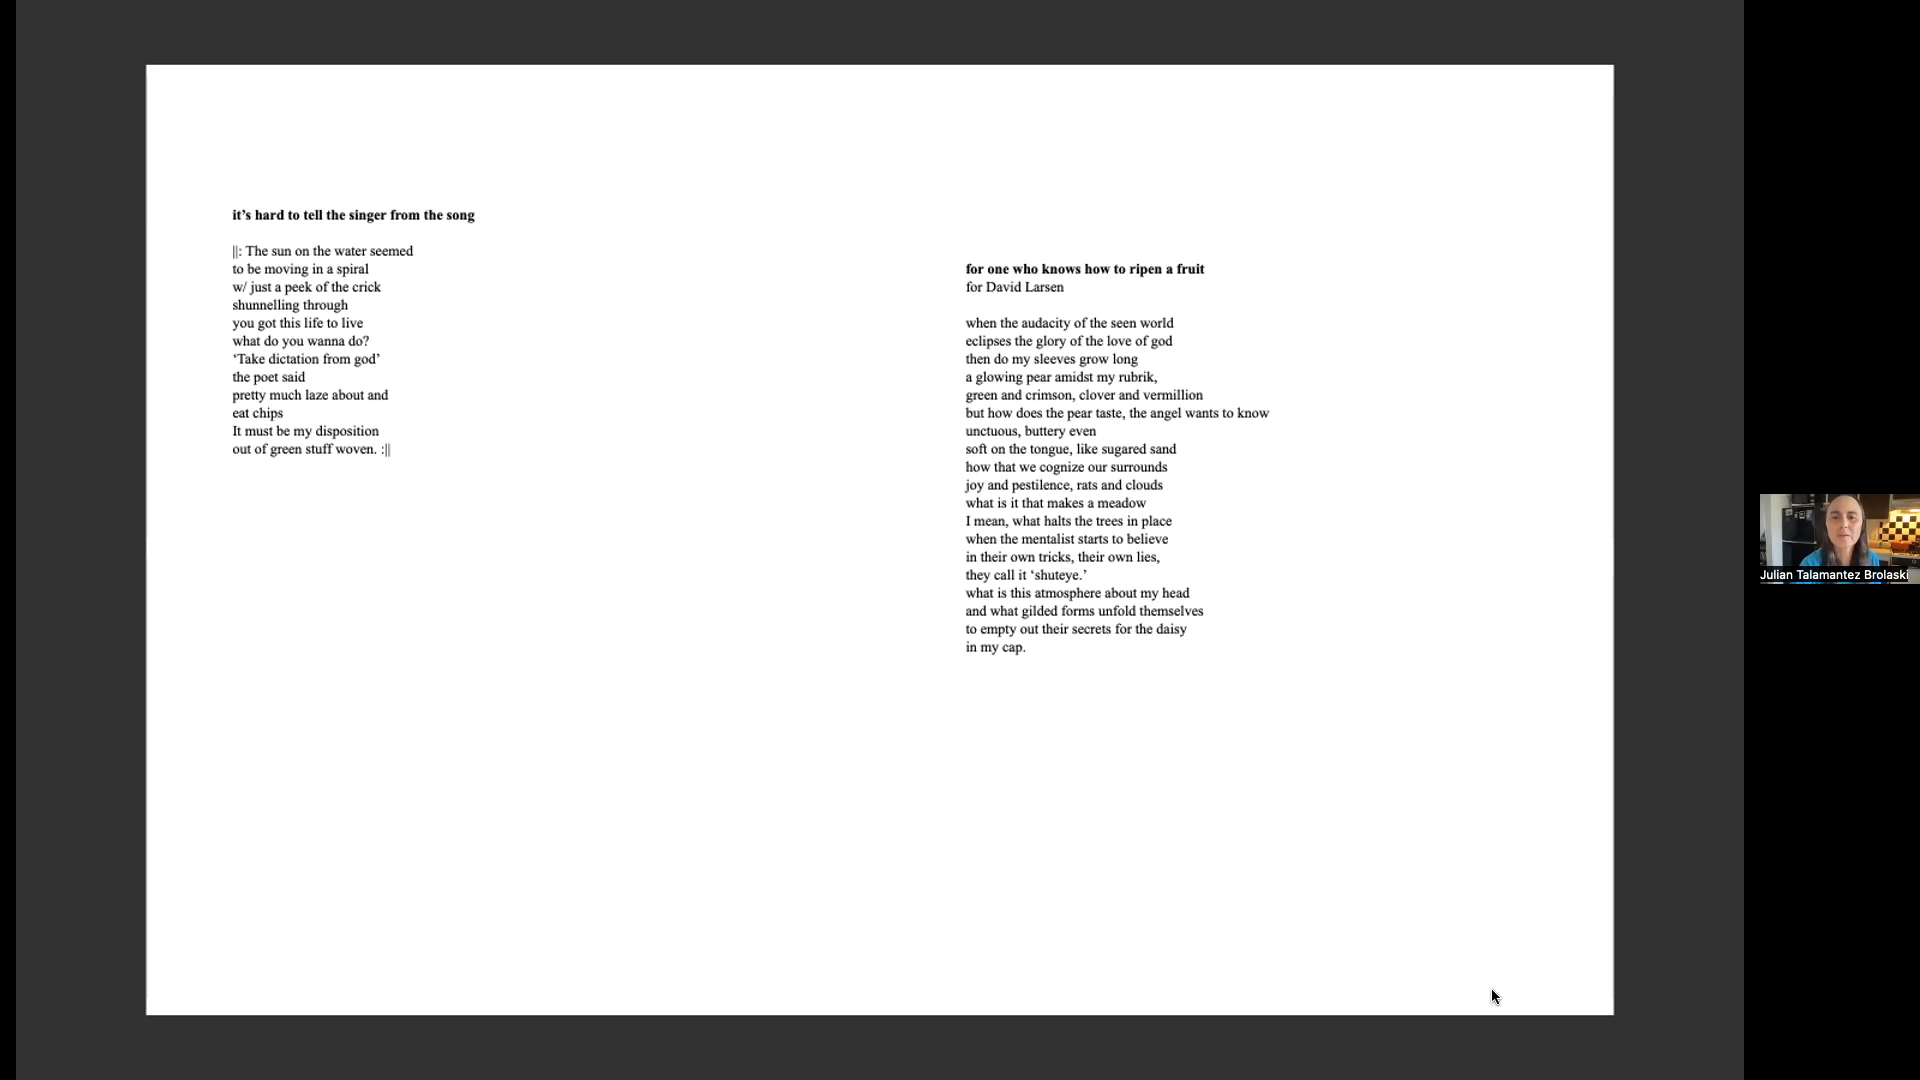 it’s hard to tell the singer from the song
||: The sun on the water seemed
to be moving in a spiral
w/ just a peek of the crick
shunnelling through
you got this life to live
what do you wanna do?
‘Take dictation from god’
the poet said
pretty much laze about and
eat chips
It must be my disposition
out of green stuff woven. :||
for one who knows how to ripen a fruit
for David Larsen
when the audacity of the seen world
eclipses the glory of the love of god
then do my sleeves grow long
a glowing pear amidst my rubrik,
green and crimson, clover and vermillion
but how does the pear taste, the angel wants to know
unctuous, buttery even
soft on the tongue, like sugared sand
how that we cognize our surrounds
joy and pestilence, rats and clouds
what is it that makes a meadow
I mean, what halts the trees in place
when the mentalist starts to believe
in their own tricks, their own lies,
they call it ‘shuteye.’
what is this atmosphere about my head
and what gilded forms unfold themselves
to empty out their secrets for the daisy
in my cap.
Julian Talamantez Brolaski